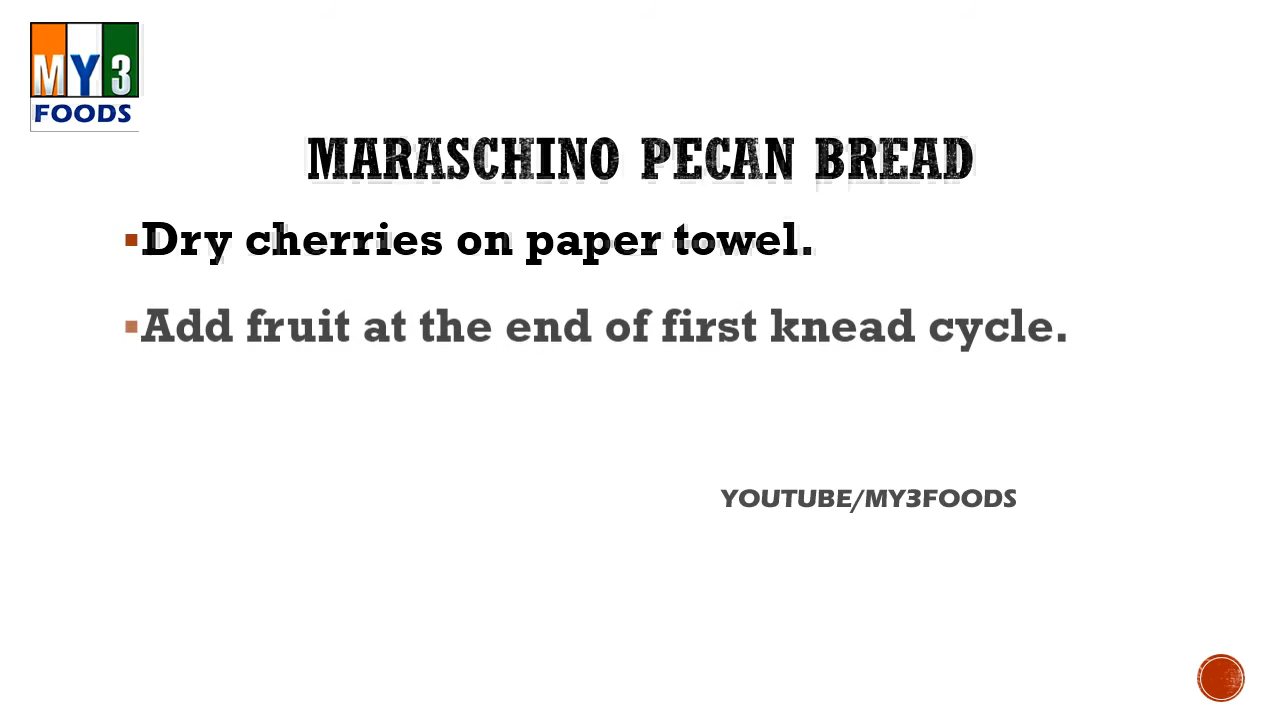 MY3
FOODS
MARASCHINO PECAN BREAD
▪Dry cherries on paper towel.
▪Add fruit at the end of first knead cycle.
YOUTUBE/MY3FOODS